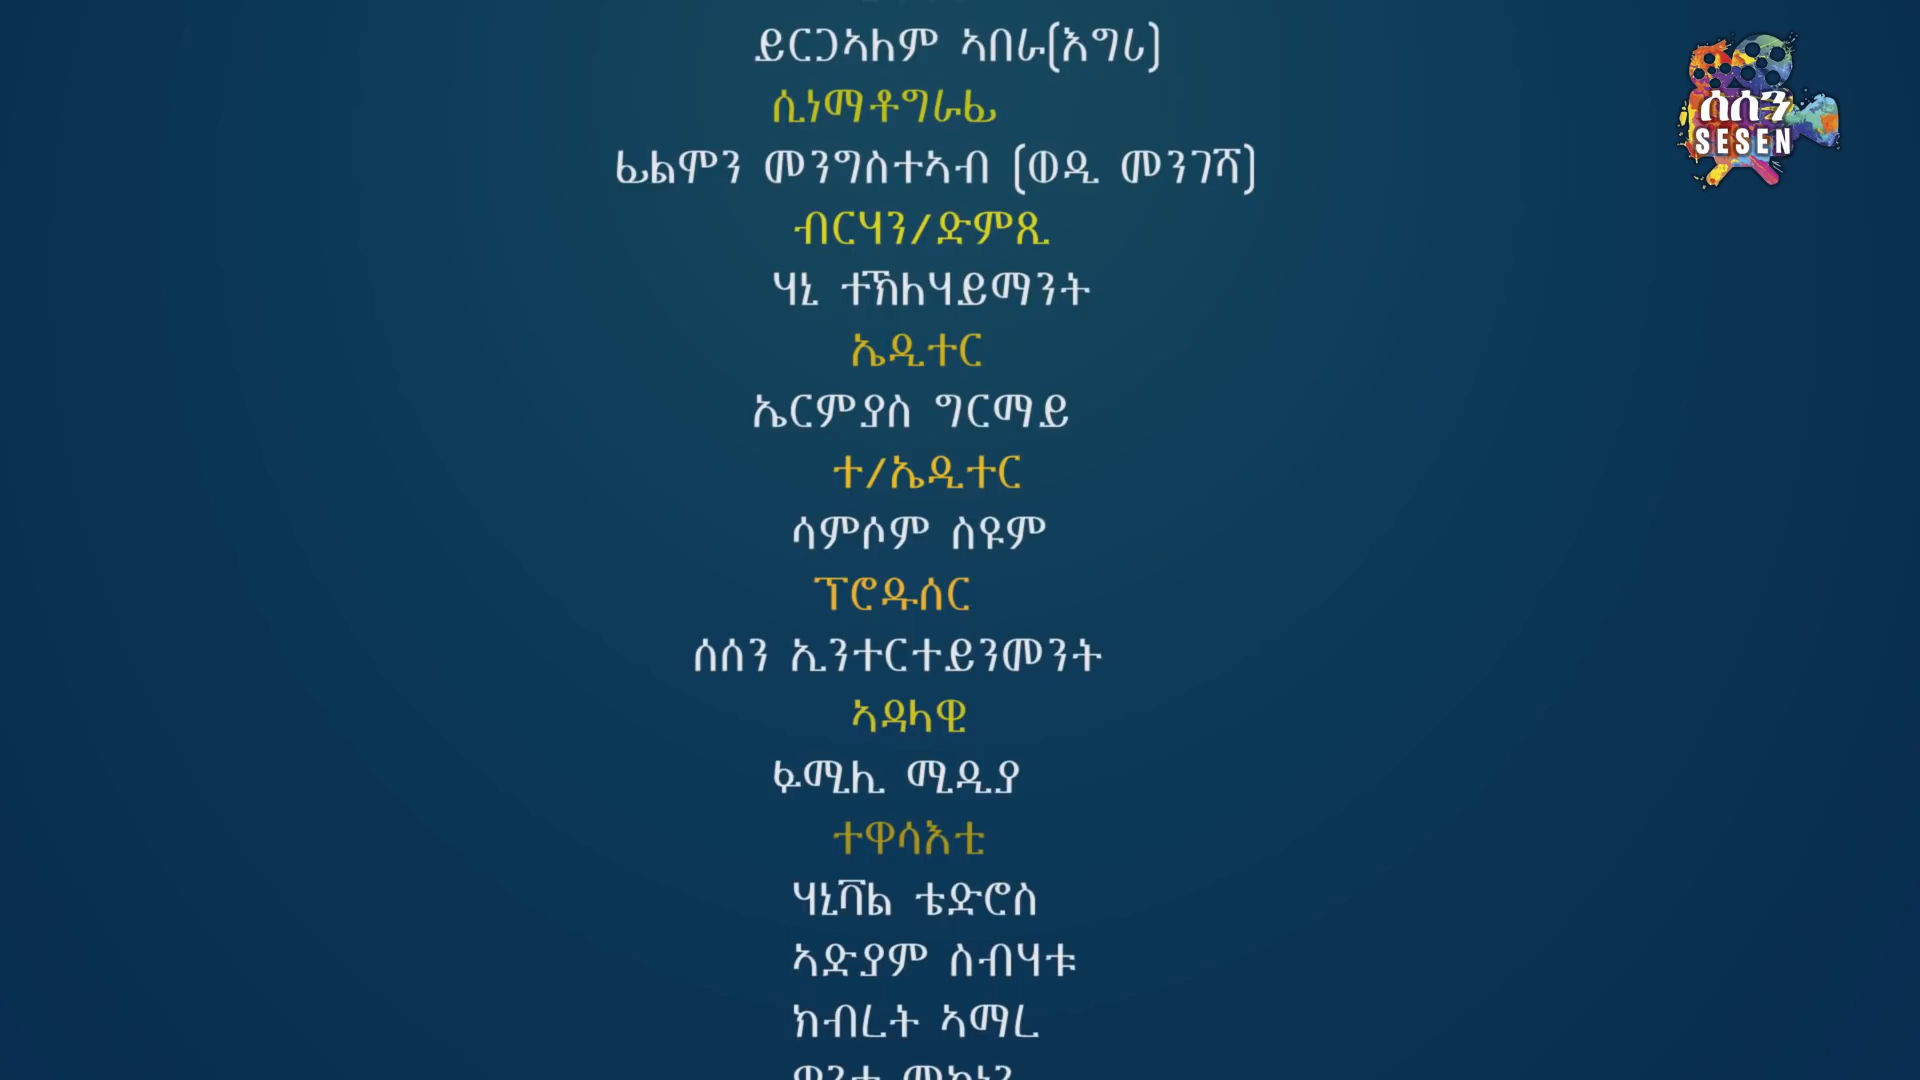 ይርጋኣለም ኣበራ(እግሪ)
ሲነማቶግራፊ
ፊልሞን መንግስተኣብ (ወዲ መንገሻ)
ብርሃን/ድምጺ
ሃኒ ተኽለሃይማንት
ኤዲተር
ኤርምያስ ግርማይ
ተ/ኤዲተር
ሳምሶም ስዩም
ፕሮዱሰር
ሰሰን ኢንተርተይንመንት
ኣዳላዊ
ፋሚሊ ሚዲያ
ተዋሳእቲ
ሃኒቫል ቴድሮስ
ኣድያም ስብሃቱ
ክብረት ኣማረ
ሰሰን
SESEN